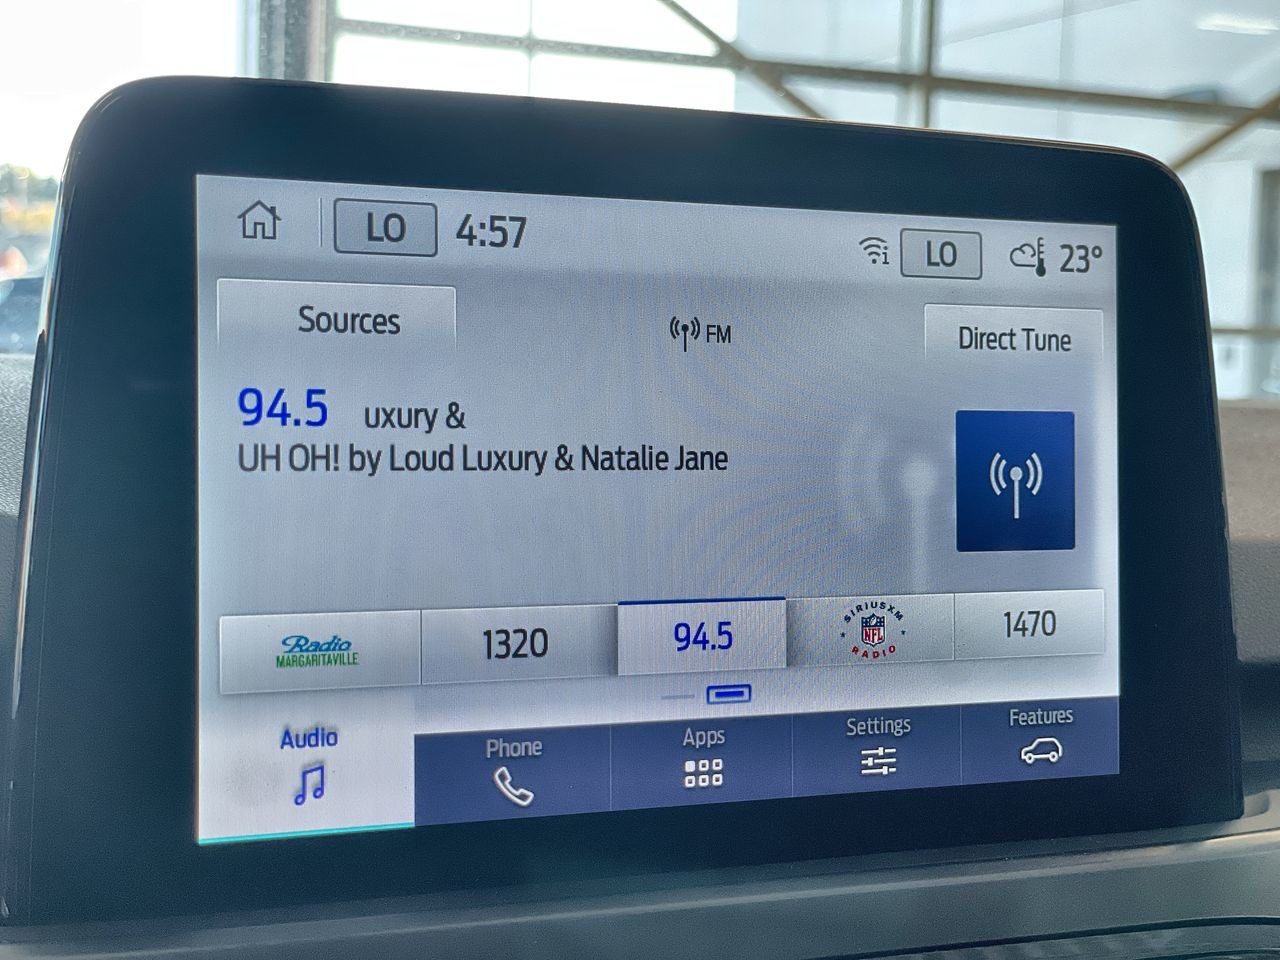 LO 4:57 LO 23°
Sources FM Direct Tune
94.5 uxury &
UH OH! by Loud Luxury & Natalie Jane
Radio
MARGARITAVILLE
1320
94.5
SIRIUSXM
NFL
RADIO
1470
Audio
Phone
Apps
Settings
Features